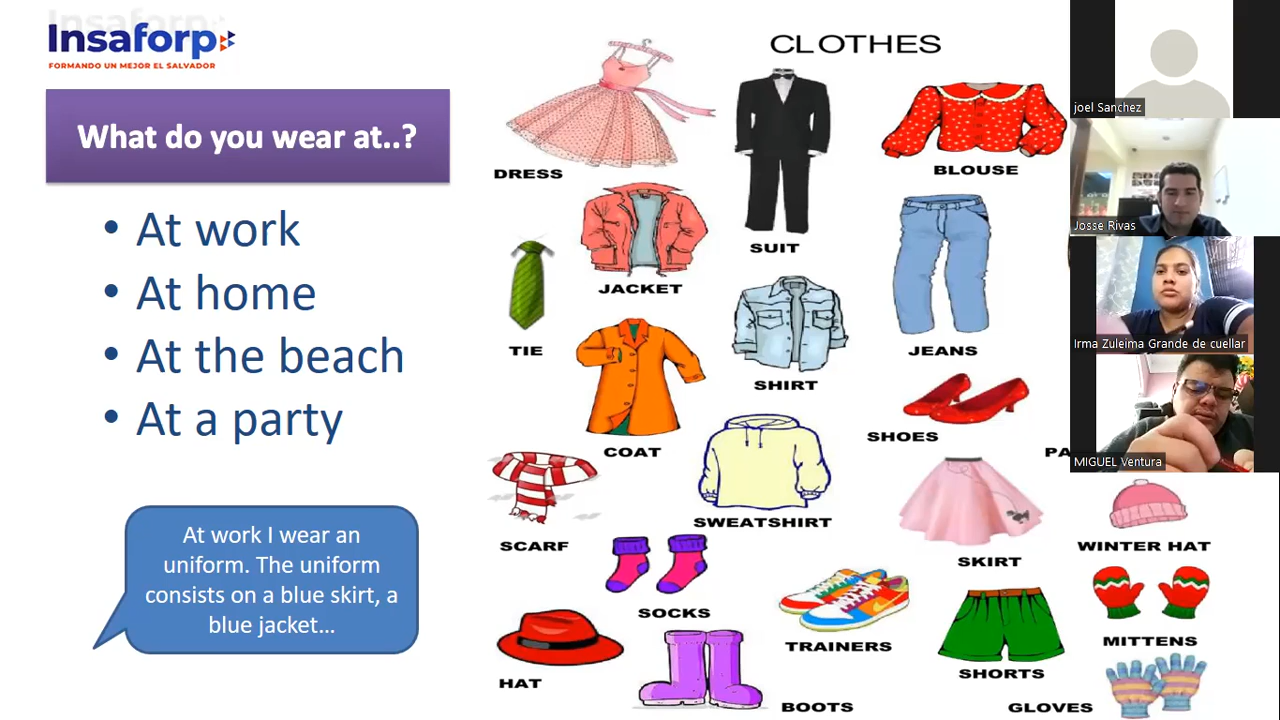 Insaforp
FORMANDO UN MEJOR EL SALVADOR
What do you wear at..?
• At work
• At home
• At the beach
• At a party
At work I wear an
uniform. The uniform
consists on a blue skirt, a
blue jacket...
CLOTHES
DRESS
SUIT
BLOUSE
JACKET
TIE
SHIRT
JEANS
COAT
SHOES
PA
SCARF
SWEATSHIRT
SKIRT
WINTER HAT
SOCKS
TRAINERS
MITTENS
HAT
SHORTS
BOOTS
GLOVES
joel Sanchez
Josse Rivas
Irma Zuleima Grande de cuellar
MIGUEL Ventura